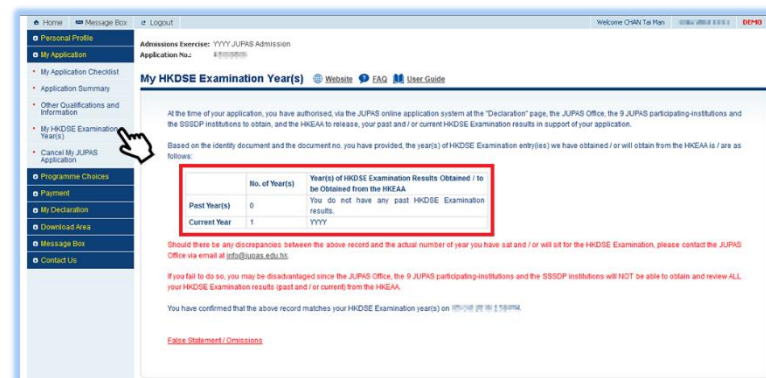 Home Message Box Logout Welcome CHAN Tai Man DEMO
Personal Profile
My Application
My Application Checklist
Application Summary
Other Qualifications and
Information
My HKDSE Examination
Year(s)
Cancel My JUPAS
Application
Programme Choices
Payment
My Declaration
Download Area
Message Box
Contact Us
Admissions Exercise: YYYY JUPAS Admission
Application No.:
My HKDSE Examination Year(s) Website FAQ User Guide
At the time of your application, you have authorised, via the JUPAS online application system at the "Declaration" page, the JUPAS Office, the 9 JUPAS participating-institutions and
the SSSDP institutions to obtain, and the HKEAA to release, your past and / or current HKDSE Examination results in support of your application.
Based on the identity document and the document no. you have provided, the year(s) of HKDSE Examination entry(ies) we have obtained / or will obtain from the HKEAA is / are as
follows:
No. of Year(s) Year(s) of HKDSE Examination Results Obtained / to
be Obtained from the HKEAA
Past Year(s) 0 You do not have any past HKDSE Examination
results.
Current Year 1 YYYY
Should there be any discrepancies between the above record and the actual number of year you have sat and / or will sit for the HKDSE Examination, please contact the JUPAS
Office via email at info@jupas.edu.hk.
If you fail to do so, you may be disadvantaged since the JUPAS Office, the 9 JUPAS participating-institutions and the SSSDP institutions will NOT be able to obtain and review ALL
your HKDSE Examination results (past and / or current) from the HKEAA.
You have confirmed that the above record matches your HKDSE Examination year(s) on
False Statement / Omissions